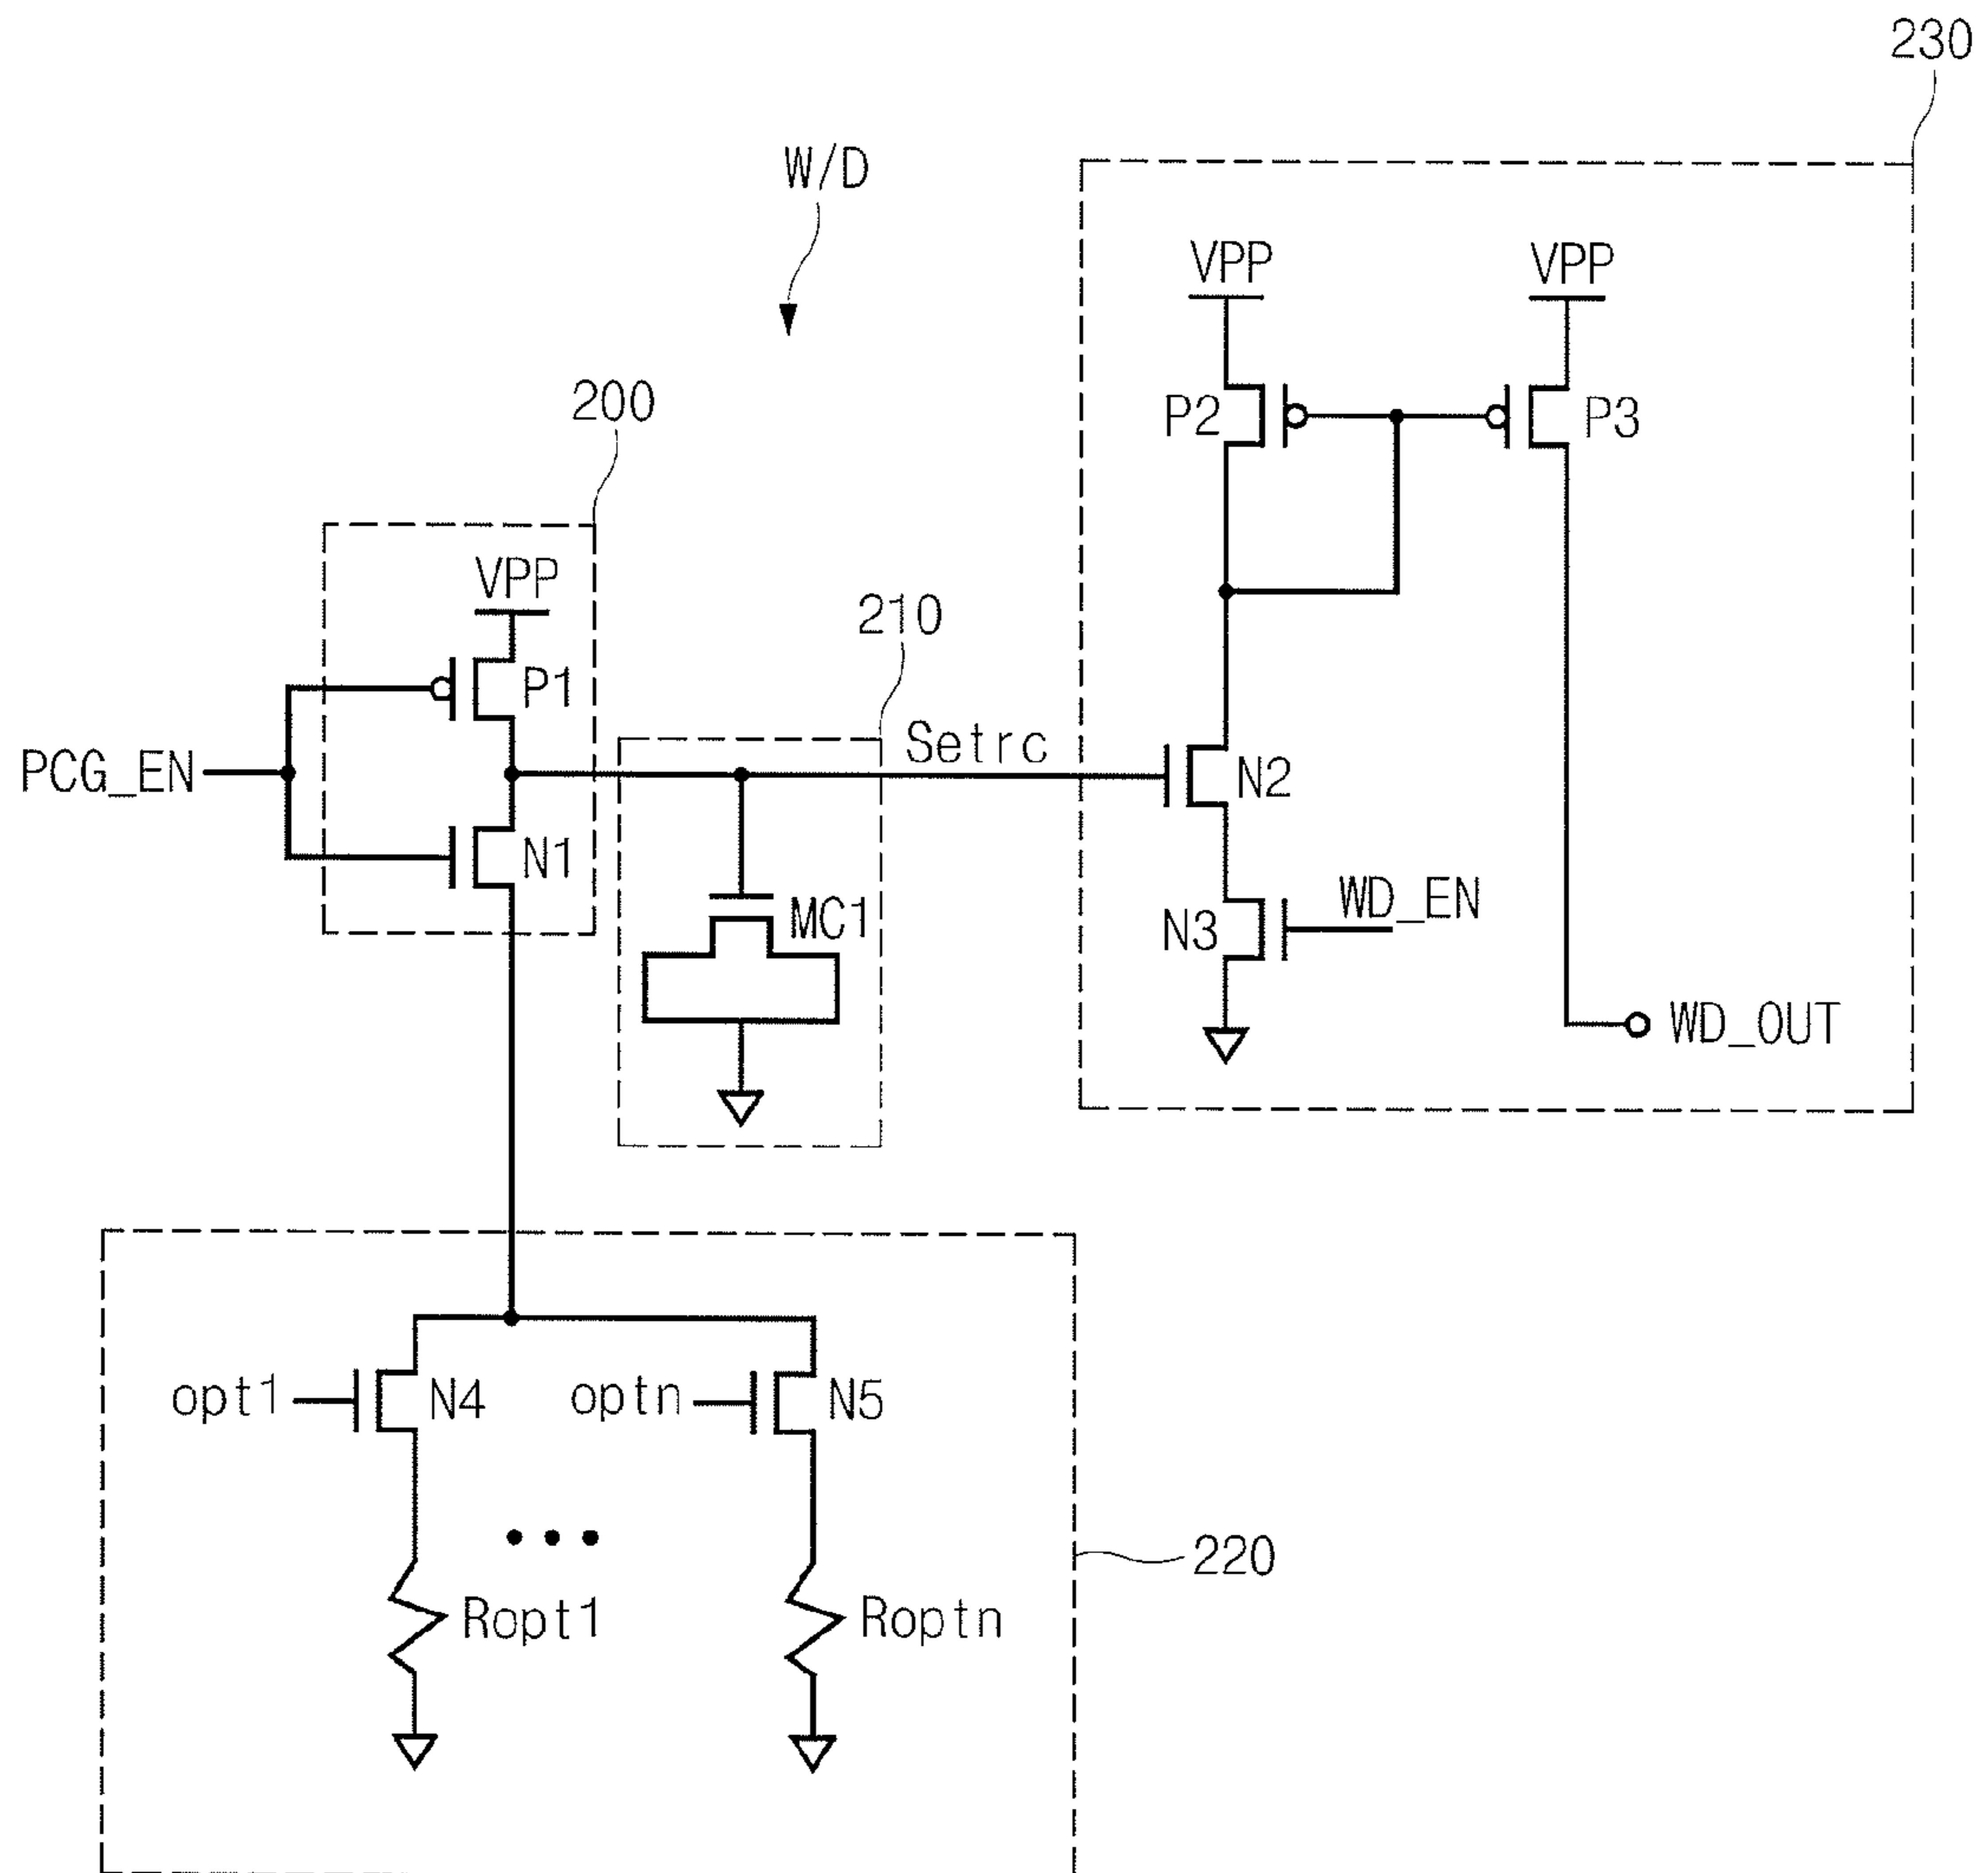 230
W/D
VPP
VPP
200
P2
P3
VPP
210
P1
Setrc
PCG_EN
N2
N1
MC1
WD_EN
N3
WD_OUT
opt1
N4
optn
N5
220
Ropt1
...
Roptn